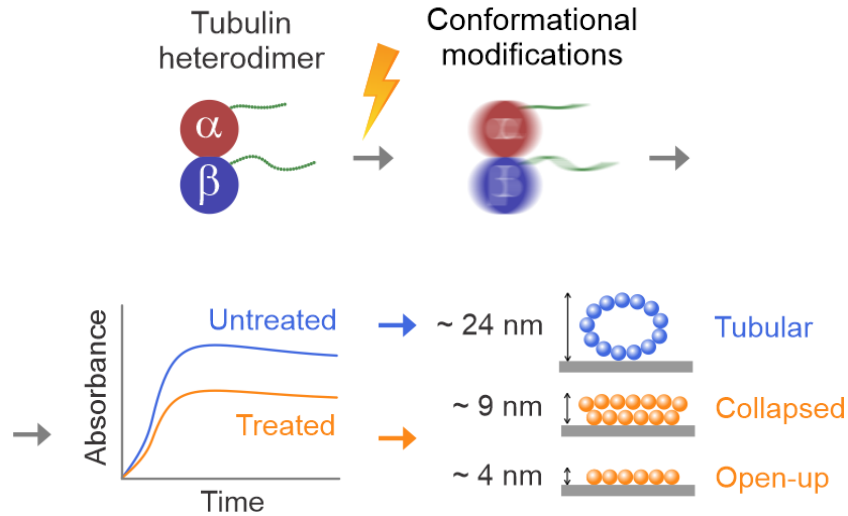 Tubulin
heterodimer
Conformational
modifications
α
β
Absorbance
Time
Untreated
Treated
~ 24 nm
Tubular
~ 9 nm
Collapsed
~ 4 nm
Open-up